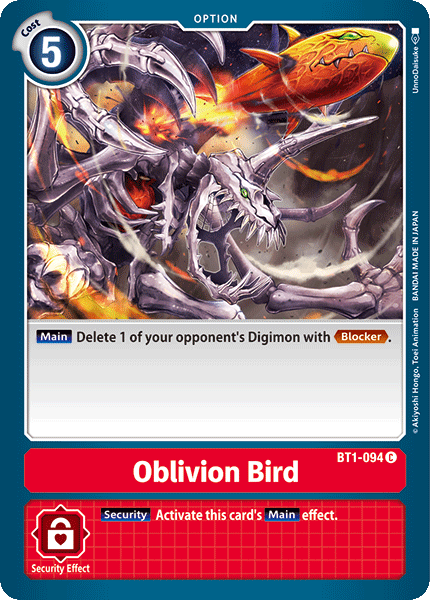 OPTION
Cost
5
UnnoDaisuke
©Akiyoshi Hongo, Toei Animation BANDAI MADE IN JAPAN
Main Delete 1 of your opponent's Digimon with Blocker.
BT1-094 C
Oblivion Bird
Security Activate this card's Main effect.
Security Effect